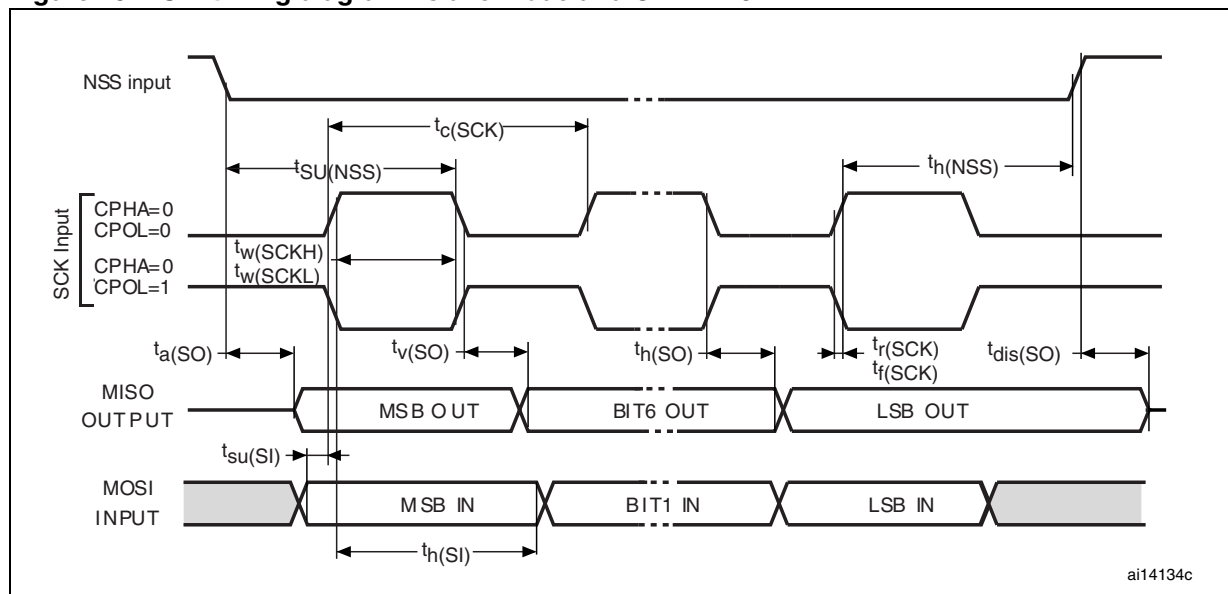 NSS input
tc(SCK)
tSU(NSS)
th(NSS)
SCK Input
CPHA=0
CPOL=0
tw(SCKH)
CPHA=0
tw(SCKL)
CPOL=1
ta(SO)
tv(SO)
th(SO)
tr(SCK)
tf(SCK)
tdis(SO)
MISO
OUTPUT
MSB OUT
BIT6 OUT
LSB OUT
tsu(SI)
MOSI
INPUT
MSB IN
BIT1 IN
LSB IN
th(SI)
ai14134c